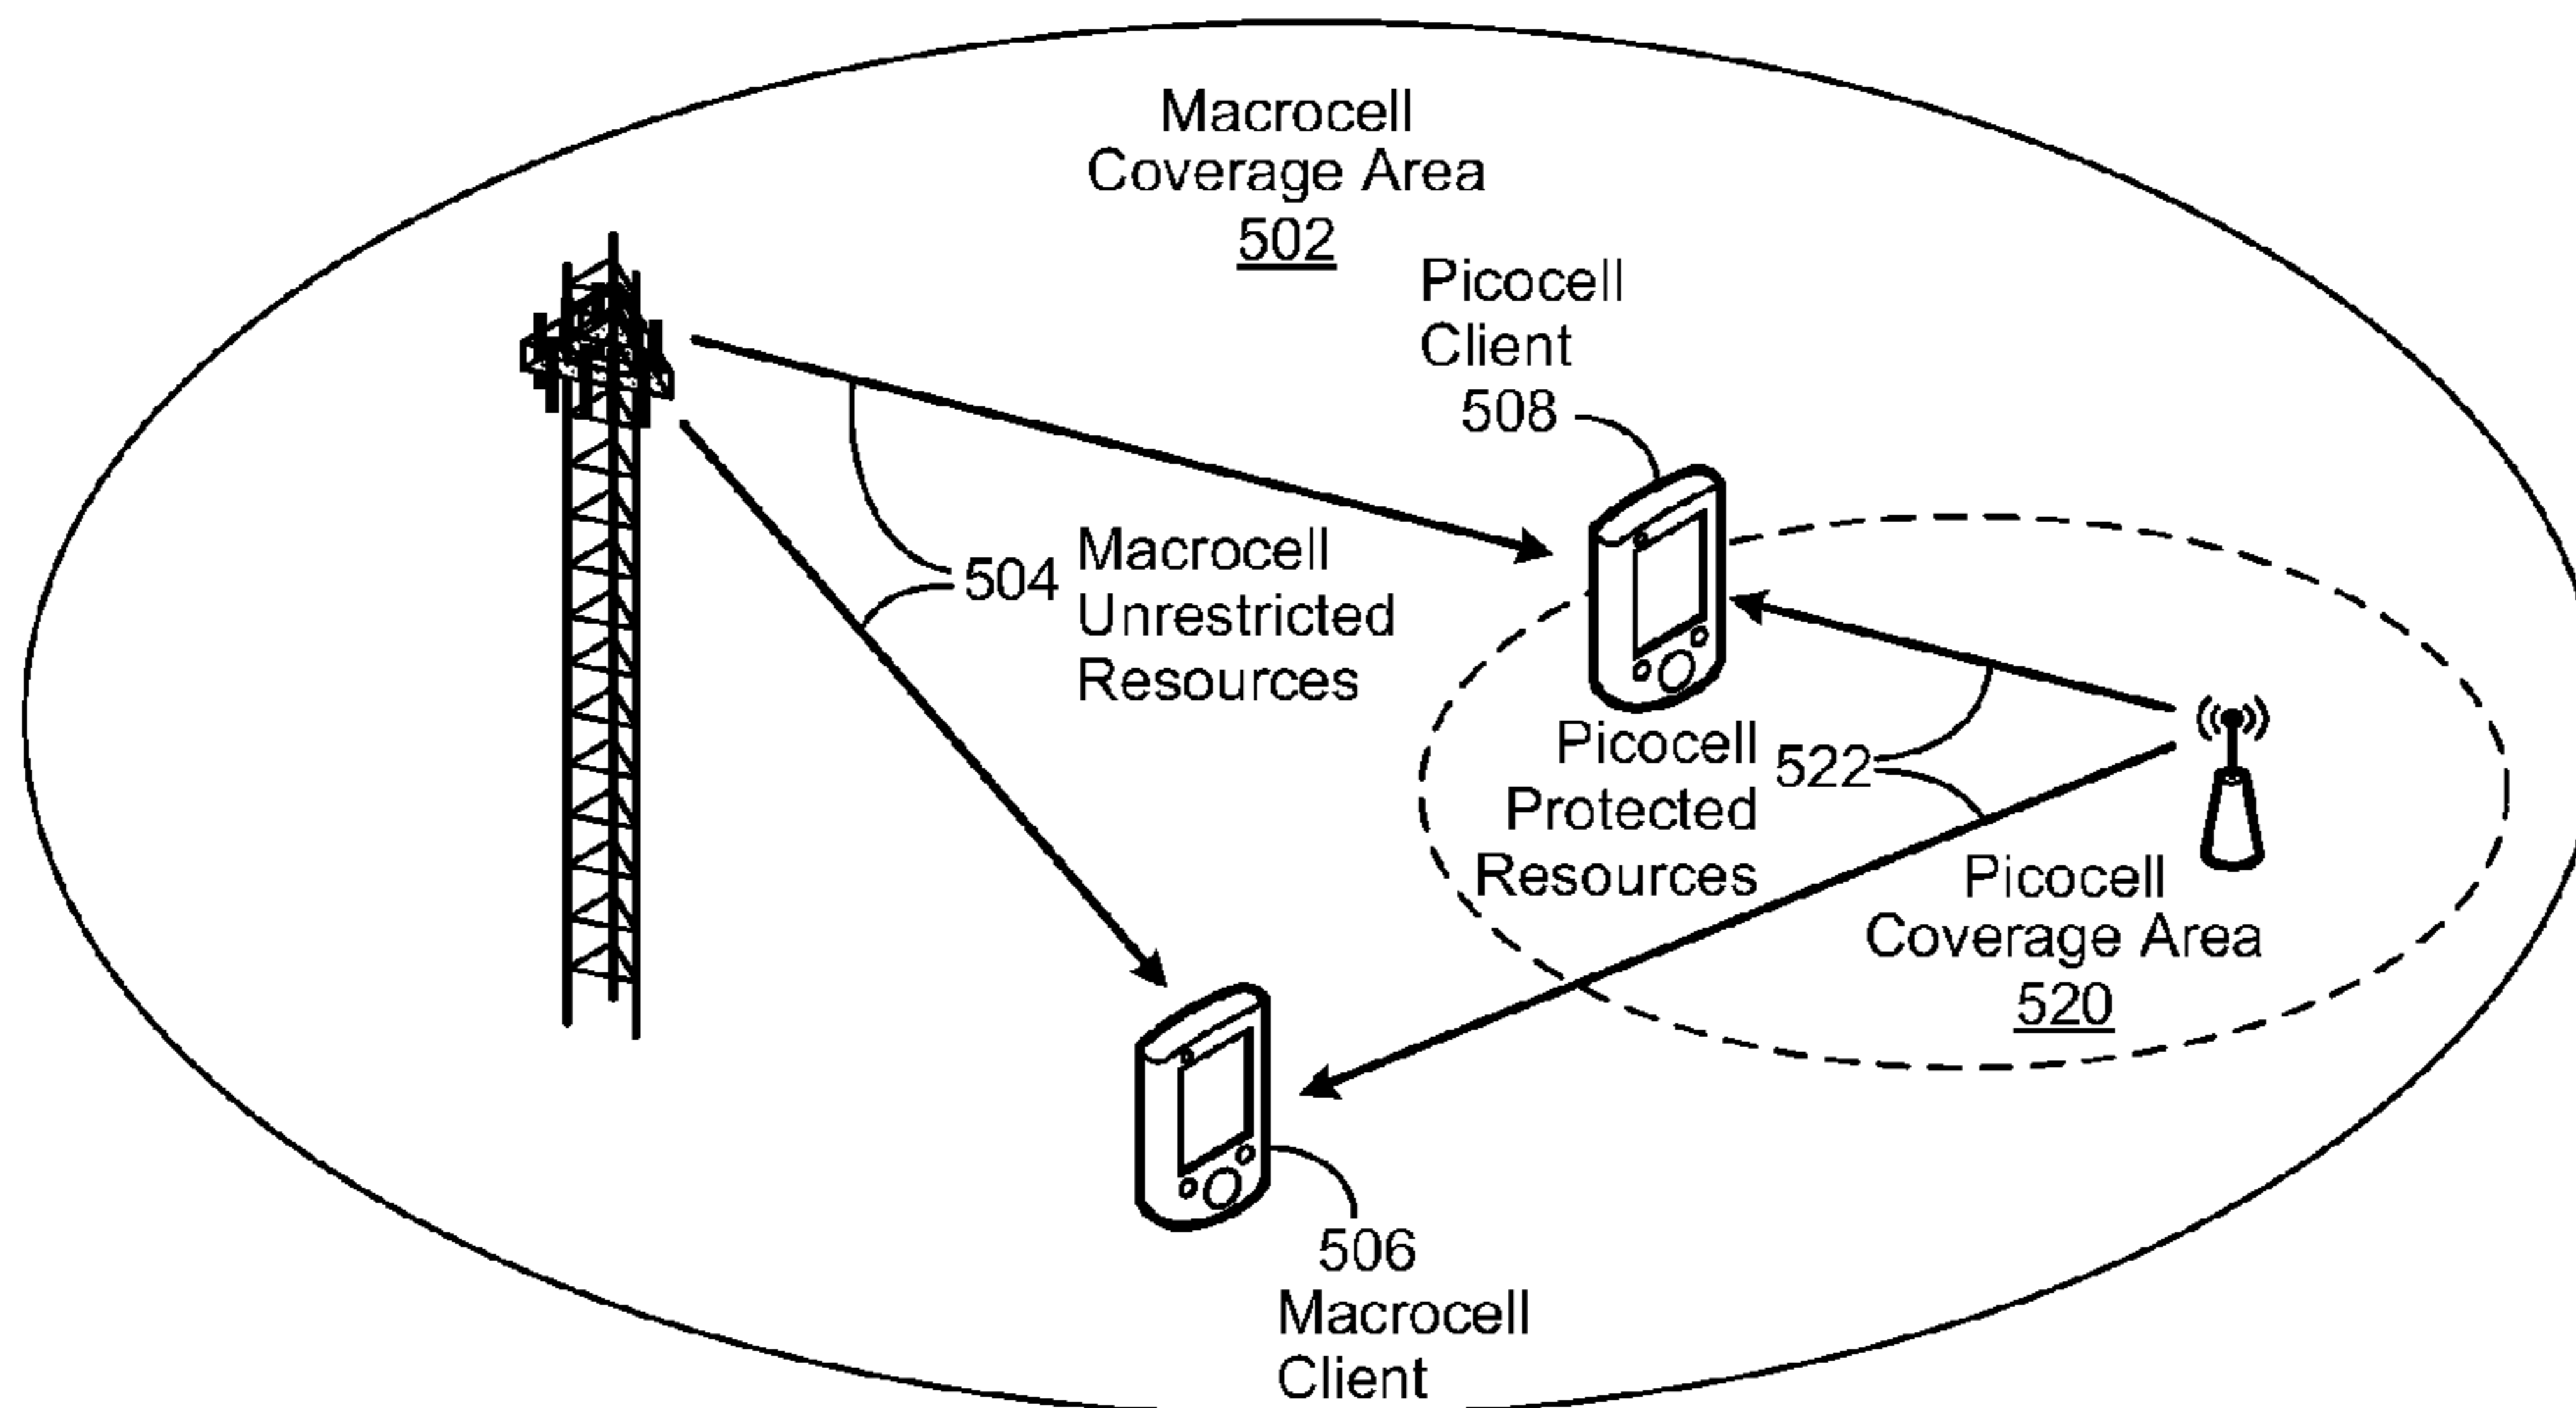 Macrocell
Coverage Area
502
Picocell
Client
508
504
Macrocell
Unrestricted
Resources
Picocell
Protected
Resources
522
Picocell
Coverage Area
520
506
Macrocell
Client